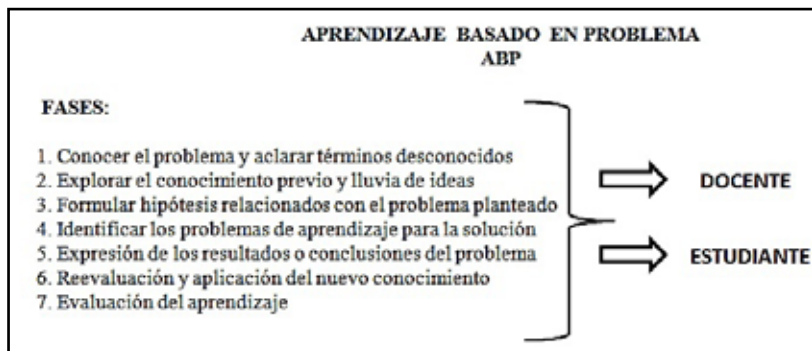 APRENDIZAJE BASADO EN PROBLEMA
ABP
FASES:
1. Conocer el problema y aclarar términos desconocidos
2. Explorar el conocimiento previo y lluvia de ideas
3. Formular hipótesis relacionados con el problema planteado
4. Identificar los problemas de aprendizaje para la solución
5. Expresión de los resultados o conclusiones del problema
6. Reevaluación y aplicación del nuevo conocimiento
7. Evaluación del aprendizaje
DOCENTE
ESTUDIANTE